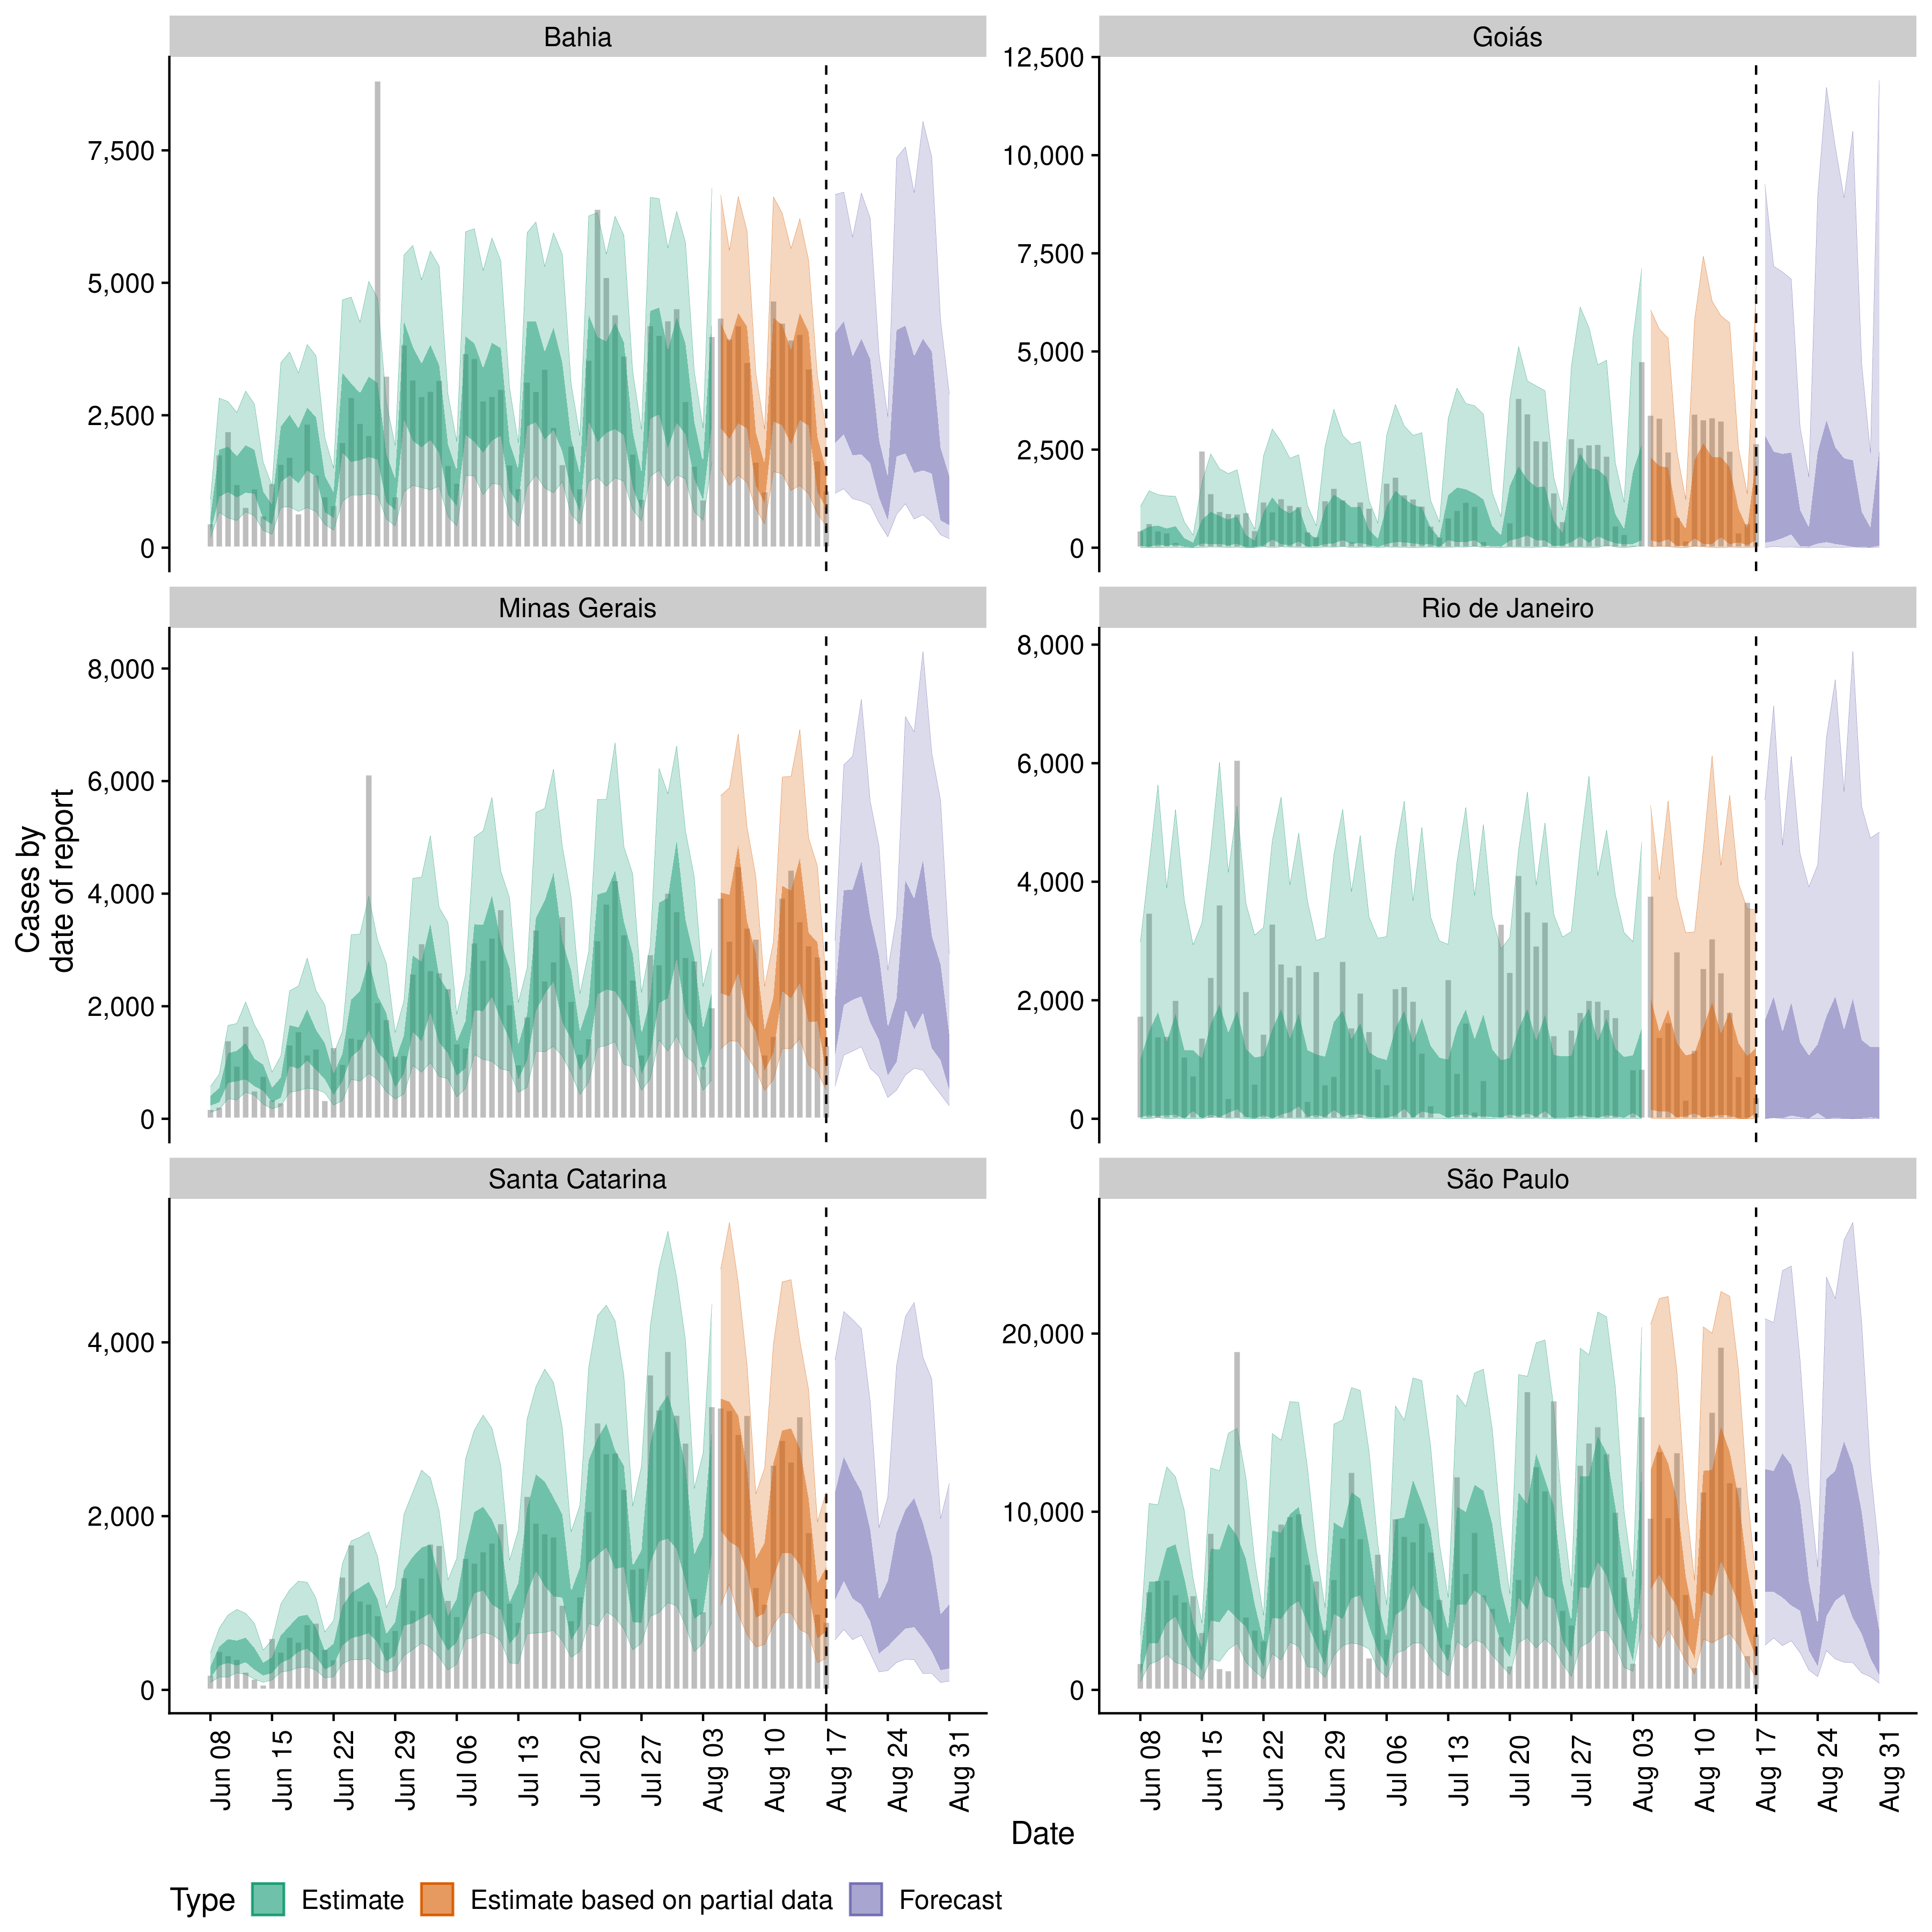 Bahia
Goiás
7,500
5,000
2,500
0
12,500
10,000
7,500
5,000
2,500
0
Minas Gerais
Rio de Janeiro
8,000
6,000
4,000
2,000
0
8,000
6,000
4,000
2,000
0
Santa Catarina
São Paulo
4,000
2,000
0
20,000
10,000
0
Cases by
date of report
Jun 08
Jun 15
Jun 22
Jun 29
Jul 06
Jul 13
Jul 20
Jul 27
Aug 03
Aug 10
Aug 17
Aug 24
Aug 31
Jun 08
Jun 15
Jun 22
Jun 29
Jul 06
Jul 13
Jul 20
Jul 27
Aug 03
Aug 10
Aug 17
Aug 24
Aug 31
Date
Type Estimate Estimate based on partial data Forecast